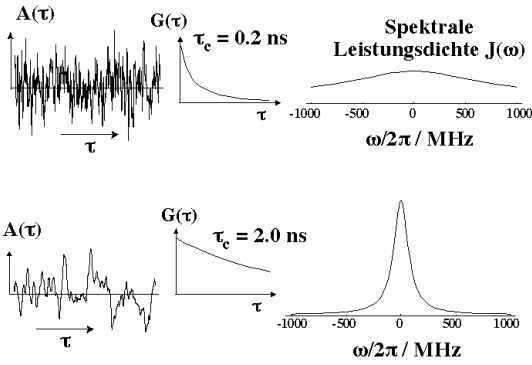 A(τ)
G(τ)
τc = 0.2 ns
Spektrale
Leistungsdichte J(ω)
τ
τ
-1000 -500 0 500 1000
ω/2π / MHz
A(τ)
G(τ)
τc = 2.0 ns
τ
τ
-1000 -500 0 500 1000
ω/2π / MHz